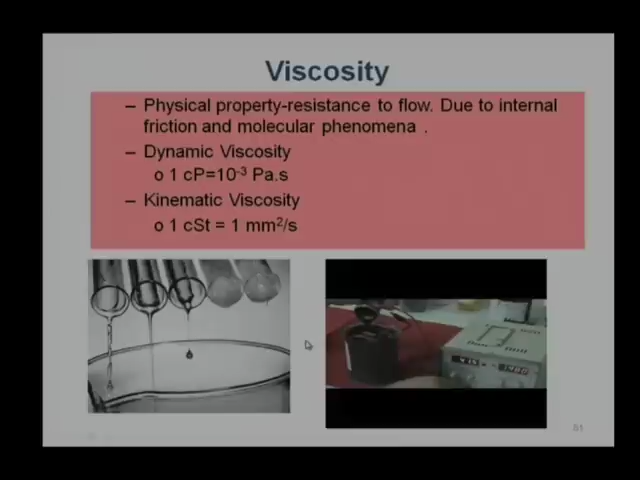 Viscosity
– Physical property-resistance to flow. Due to internal
friction and molecular phenomena .
– Dynamic Viscosity
o 1 cP=10⁻³ Pa.s
– Kinematic Viscosity
o 1 cSt = 1 mm²/s